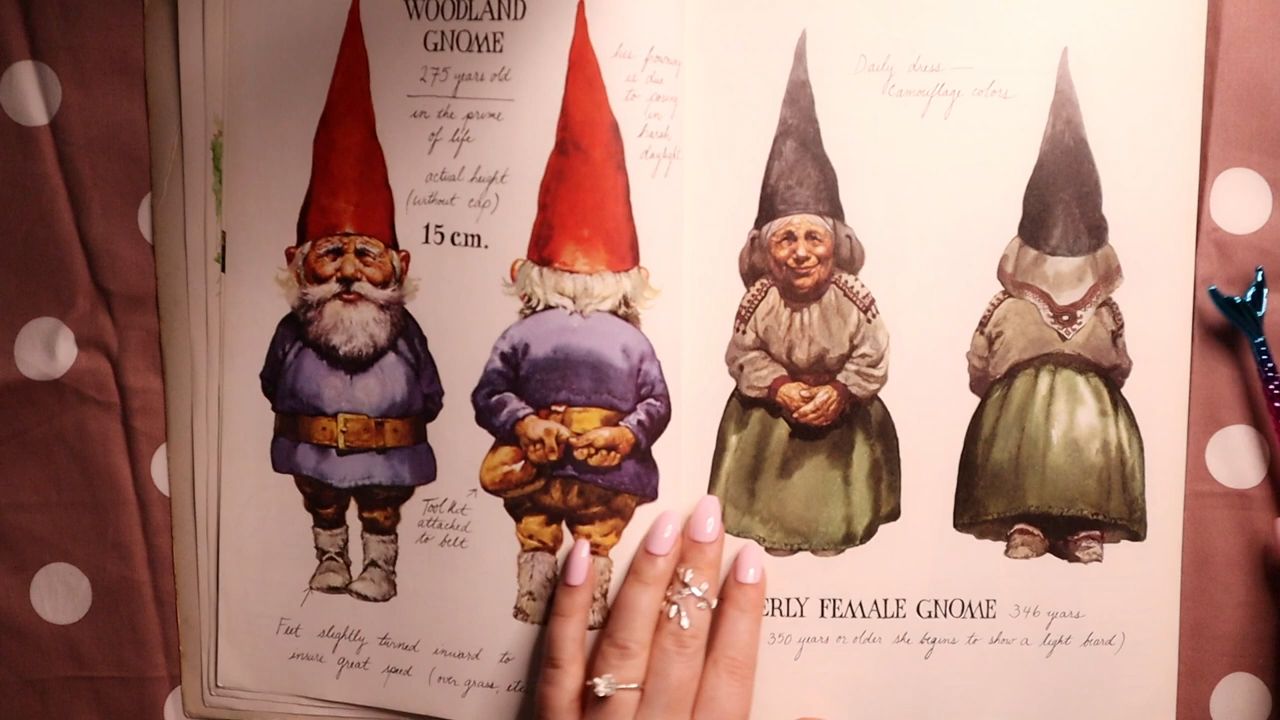 WOODLAND
GNOME
275 years old
in the prime
of life
actual height
(without cap)
15 cm.
his frowning
is due
to being
in
harsh
daylight
Tool kit
attached
to belt
Feet slightly turned inward to
ensure great speed (over grass, etc
Daily dress —
Camouflage colors
ERLY FEMALE GNOME 346 years
350 years or older she begins to show a light beard)